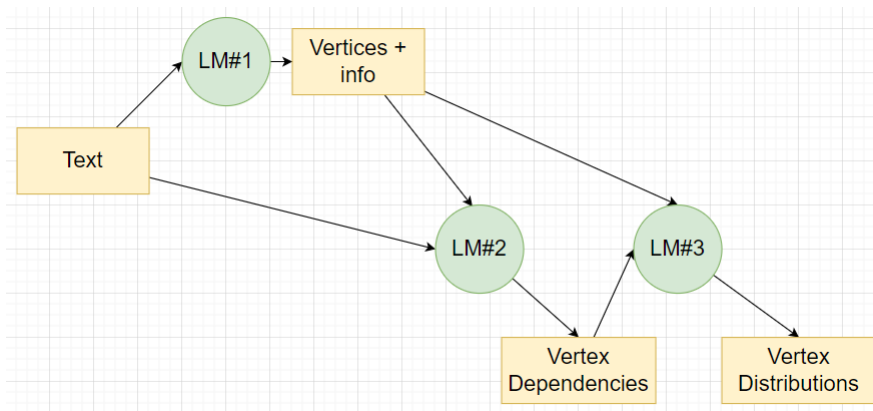 LM#1
Vertices +
info
Text
LM#2
LM#3
Vertex
Dependencies
Vertex
Distributions